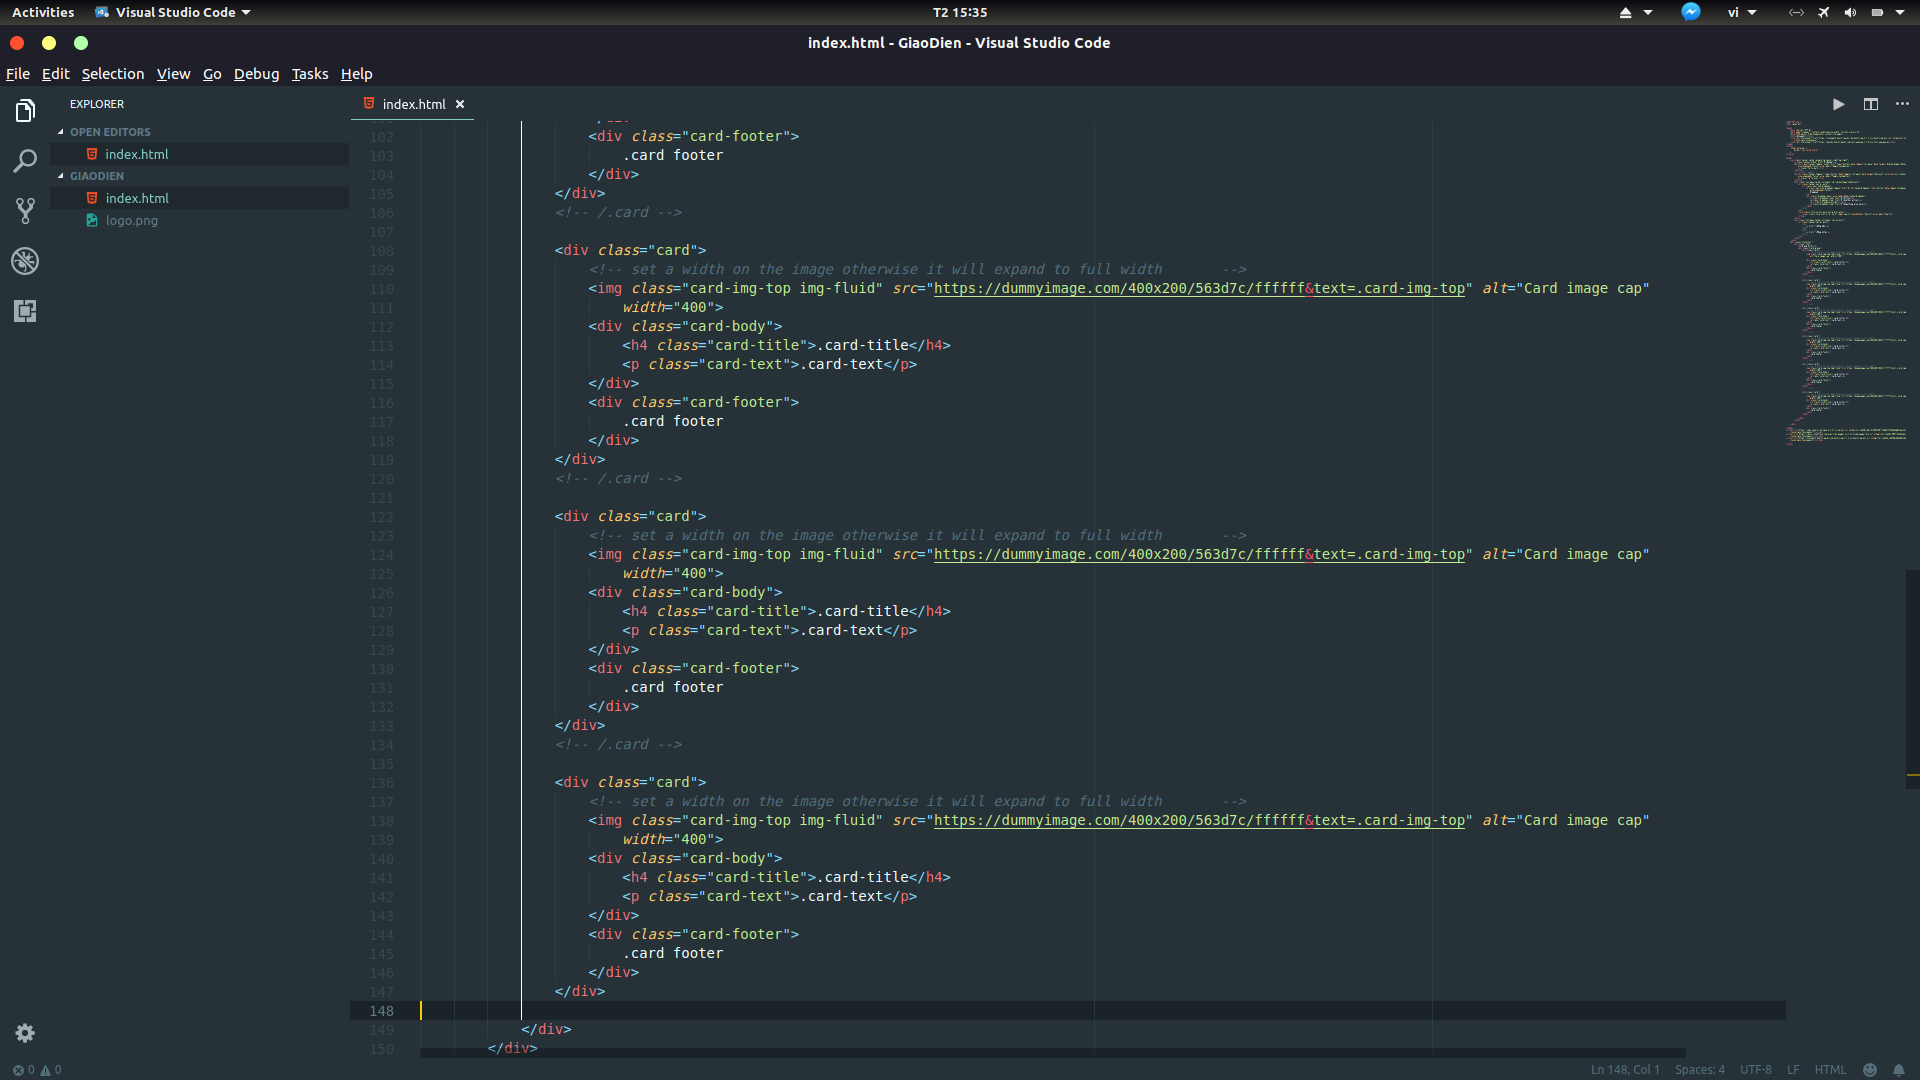 Activities Visual Studio Code T2 15:35 vi
index.html - GiaoDien - Visual Studio Code
File Edit Selection View Go Debug Tasks Help
EXPLORER
OPEN EDITORS
index.html
GIAODIEN
index.html
logo.png
index.html
102 <div class="card-footer">
103 .card footer
104 </div>
105 </div>
106 <!-- /.card -->
107
108 <div class="card">
109 <!-- set a width on the image otherwise it will expand to full width -->
110 <img class="card-img-top img-fluid" src="https://dummyimage.com/400x200/563d7c/ffffff&text=.card-img-top" alt="Card image cap"
111 width="400">
112 <div class="card-body">
113 <h4 class="card-title">.card-title</h4>
114 <p class="card-text">.card-text</p>
115 </div>
116 <div class="card-footer">
117 .card footer
118 </div>
119 </div>
120 <!-- /.card -->
121
122 <div class="card">
123 <!-- set a width on the image otherwise it will expand to full width -->
124 <img class="card-img-top img-fluid" src="https://dummyimage.com/400x200/563d7c/ffffff&text=.card-img-top" alt="Card image cap"
125 width="400">
126 <div class="card-body">
127 <h4 class="card-title">.card-title</h4>
128 <p class="card-text">.card-text</p>
129 </div>
130 <div class="card-footer">
131 .card footer
132 </div>
133 </div>
134 <!-- /.card -->
135
136 <div class="card">
137 <!-- set a width on the image otherwise it will expand to full width -->
138 <img class="card-img-top img-fluid" src="https://dummyimage.com/400x200/563d7c/ffffff&text=.card-img-top" alt="Card image cap"
139 width="400">
140 <div class="card-body">
141 <h4 class="card-title">.card-title</h4>
142 <p class="card-text">.card-text</p>
143 </div>
144 <div class="card-footer">
145 .card footer
146 </div>
147 </div>
148
149 </div>
150 </div>
0 0 Ln 148, Col 1 Spaces: 4 UTF-8 LF HTML